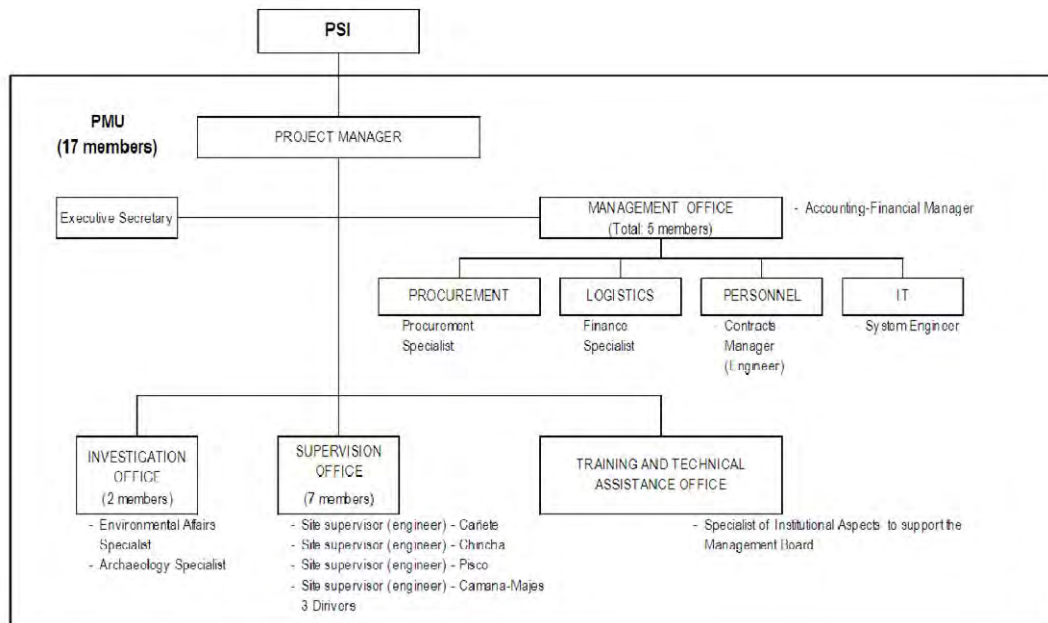 PSI
PMU
(17 members)
PROJECT MANAGER
Executive Secretary
MANAGEMENT OFFICE
(Total: 5 members)
- Accounting-Financial Manager
PROCUREMENT
Procurement
Specialist
LOGISTICS
Finance
Specialist
PERSONNEL
- Contracts
Manager
(Engineer)
IT
- System Engineer
INVESTIGATION
OFFICE
(2 members)
- Environmental Affairs
Specialist
- Archaeology Specialist
SUPERVISION
OFFICE
(7 members)
- Site supervisor (engineer) - Cañete
- Site supervisor (engineer) - Chincha
- Site supervisor (engineer) - Pisco
- Site supervisor (engineer) - Camana-Majes
3 Dirivers
TRAINING AND TECHNICAL
ASSISTANCE OFFICE
- Specialist of Institutional Aspects to support the
Management Board